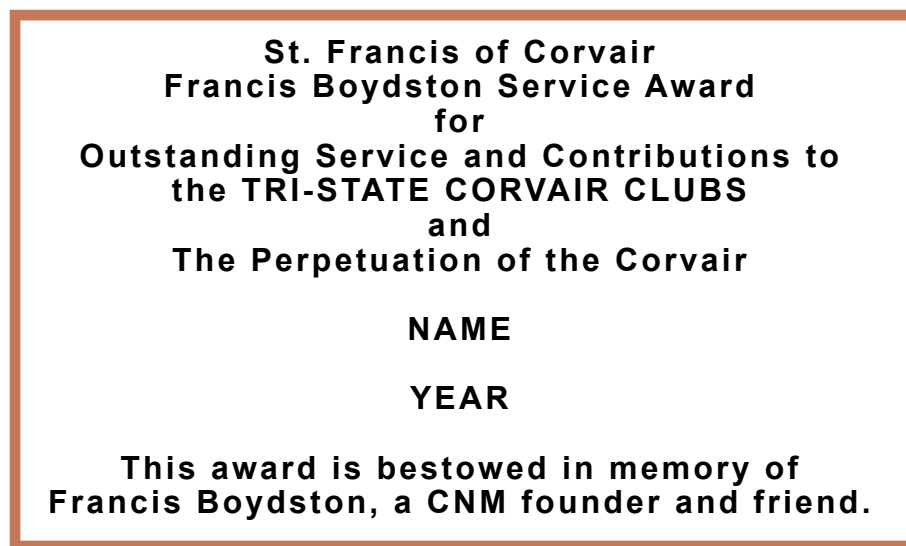 St. Francis of Corvair
Francis Boydston Service Award
for
Outstanding Service and Contributions to
the TRI-STATE CORVAIR CLUBS
and
The Perpetuation of the Corvair
NAME
YEAR
This award is bestowed in memory of
Francis Boydston, a CNM founder and friend.